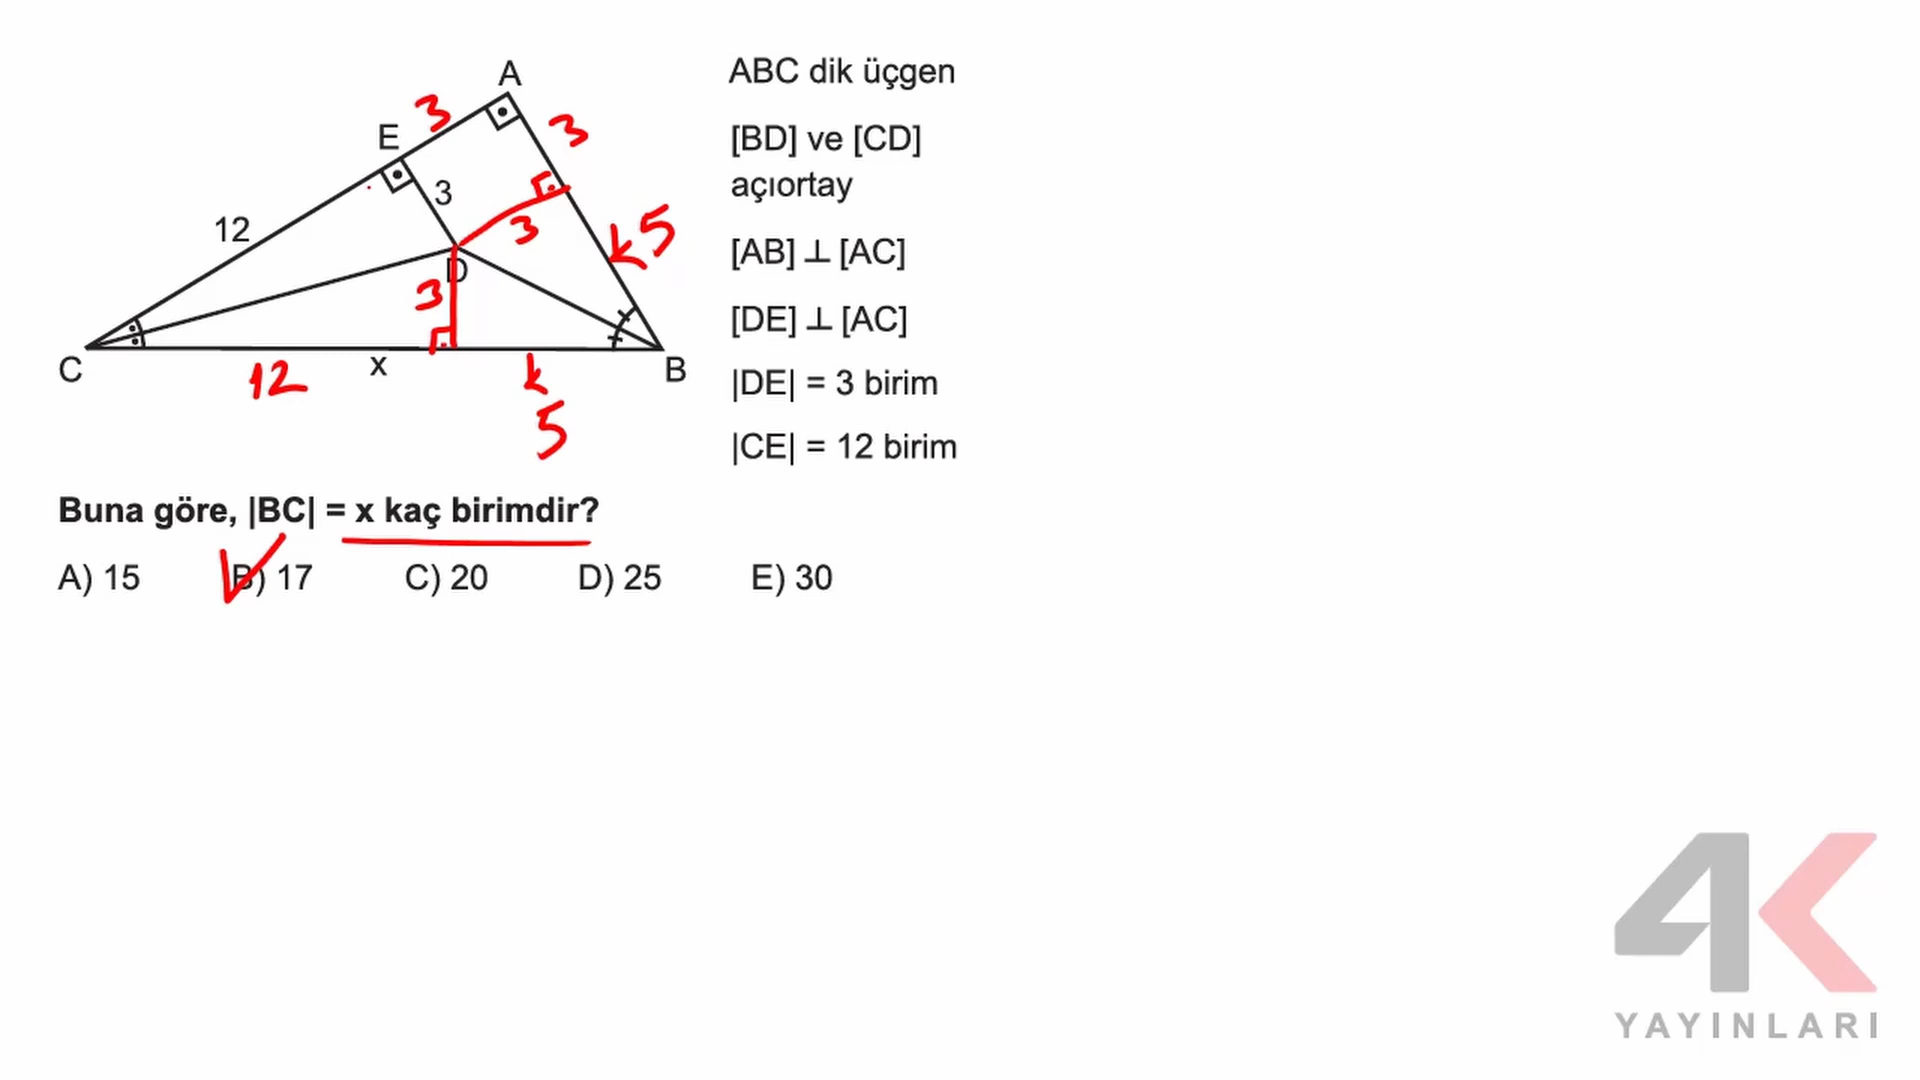 A
3
3
E
3
12
3
k 5
D
3
C
12
x
k
B
5
ABC dik üçgen
[BD] ve [CD]
açıortay
[AB] ⊥ [AC]
[DE] ⊥ [AC]
|DE| = 3 birim
|CE| = 12 birim
Buna göre, |BC| = x kaç birimdir?
A) 15 B) 17 C) 20 D) 25 E) 30
4K
YAYINLARI